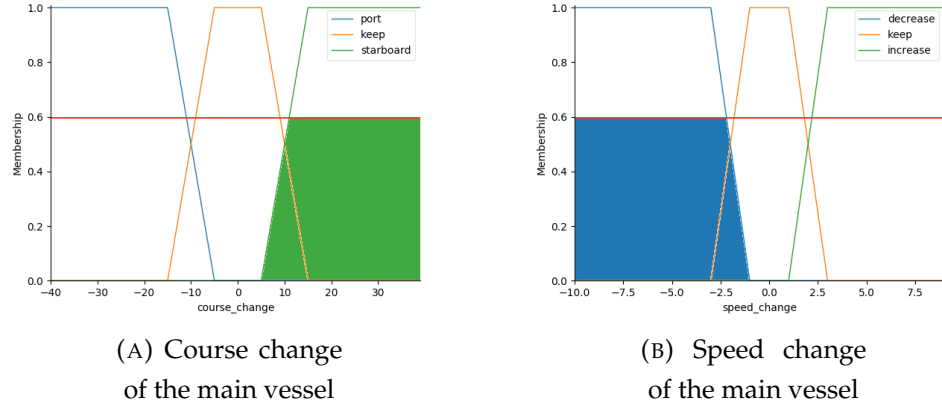 1.0
0.8
0.6
0.4
0.2
0.0
Membership
port
keep
starboard
−40 −30 −20 −10 0 10 20 30
course_change
1.0
0.8
0.6
0.4
0.2
0.0
Membership
decrease
keep
increase
−10.0 −7.5 −5.0 −2.5 0.0 2.5 5.0 7.5
speed_change
(A) Course change
of the main vessel
(B) Speed change
of the main vessel